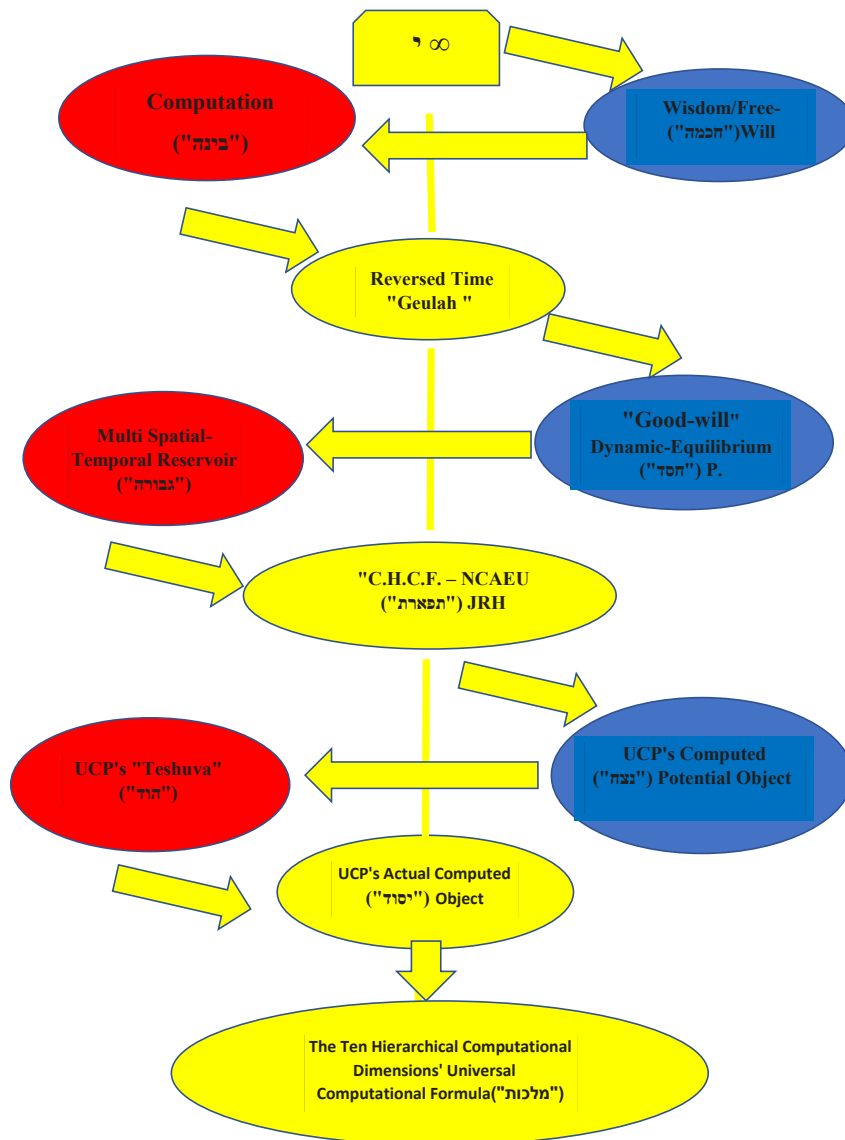 ∞ י
Computation
("בינה")
Wisdom/Free-
("חכמה")Will
Reversed Time
"Geulah "
"Good-will"
Dynamic-Equilibrium
("חסד") P.
Multi Spatial-
Temporal Reservoir
("גבורה")
"C.H.C.F. – NCAEU
("תפארת") JRH
UCP's Computed
("נצח") Potential Object
UCP's "Teshuva"
("הוד")
UCP's Actual Computed
("יסוד") Object
The Ten Hierarchical Computational
Dimensions' Universal
Computational Formula("מלכות")